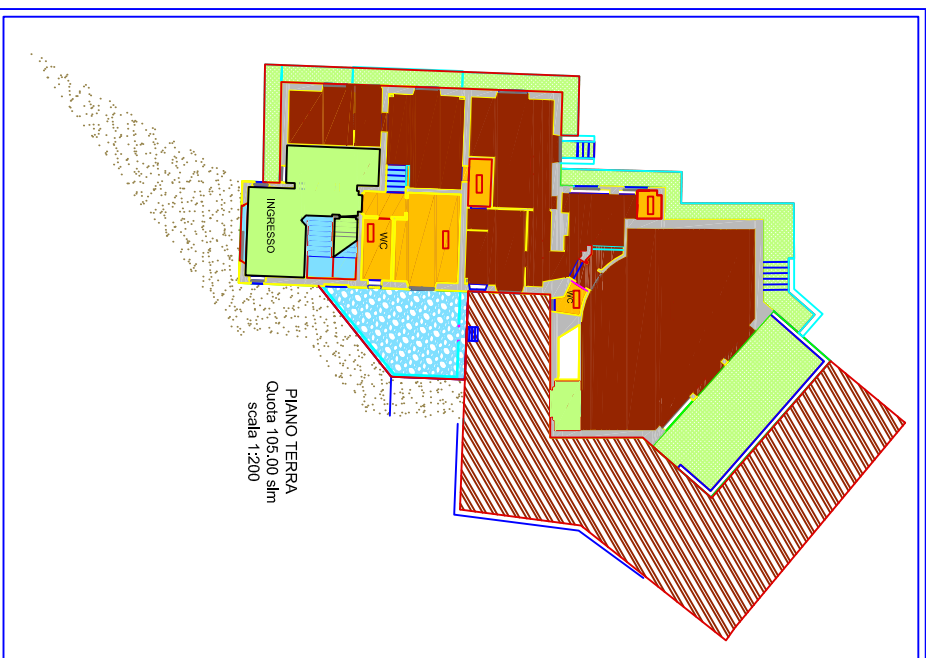 INGRESSO
WC
WC
PIANO TERRA
Quota 105.00 slm
scala 1:200